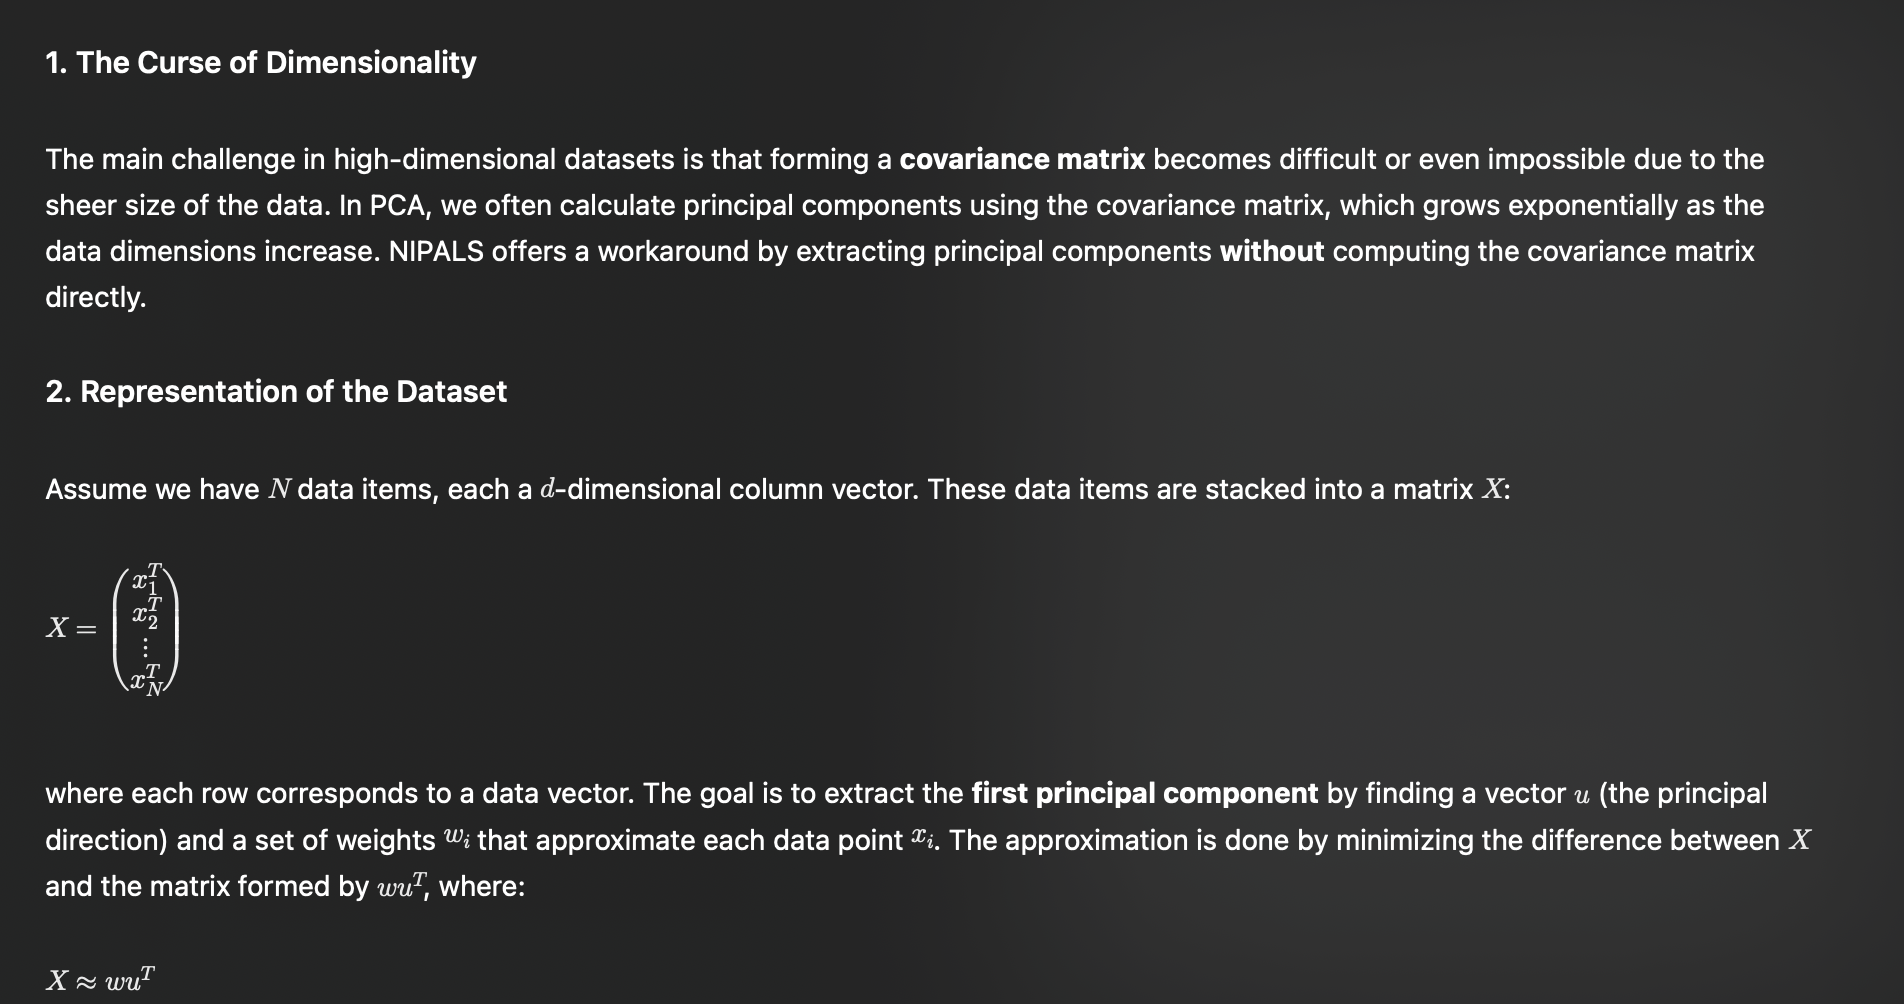 1. The Curse of Dimensionality
The main challenge in high-dimensional datasets is that forming a covariance matrix becomes difficult or even impossible due to the
sheer size of the data. In PCA, we often calculate principal components using the covariance matrix, which grows exponentially as the
data dimensions increase. NIPALS offers a workaround by extracting principal components without computing the covariance matrix
directly.
2. Representation of the Dataset
Assume we have N data items, each a d-dimensional column vector. These data items are stacked into a matrix X:
X = (x_1^T
x_2^T
⋮
x_N^T)
where each row corresponds to a data vector. The goal is to extract the first principal component by finding a vector u (the principal
direction) and a set of weights w_i that approximate each data point x_i. The approximation is done by minimizing the difference between X
and the matrix formed by wu^T, where:
X ≈ wu^T